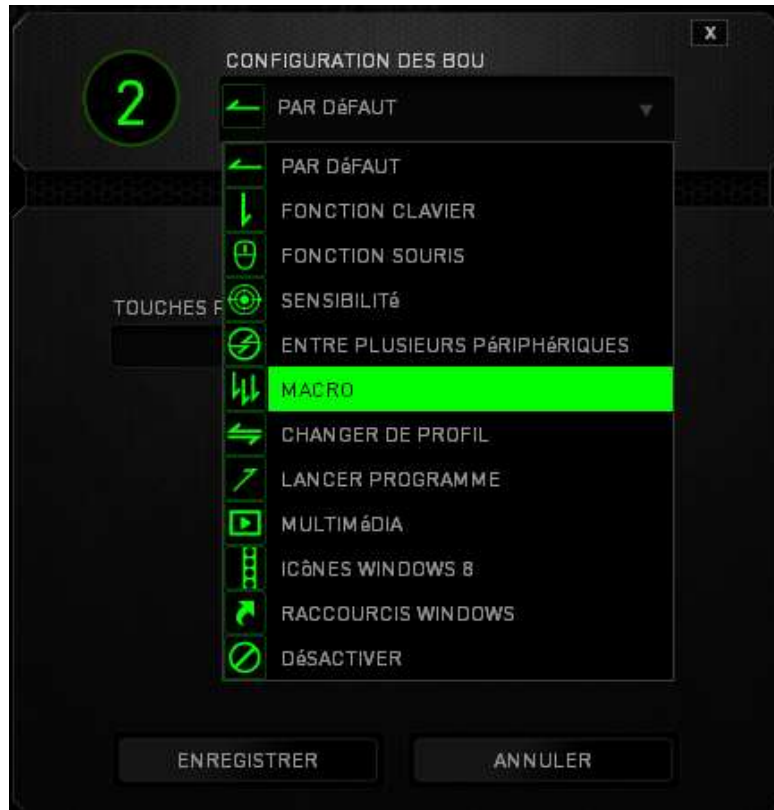 X
CONFIGURATION DES BOU
2
PAR DéFAUT
PAR DéFAUT
FONCTION CLAVIER
FONCTION SOURIS
SENSIBILITé
TOUCHES
ENTRE PLUSIEURS PéRIPHéRIQUES
MACRO
CHANGER DE PROFIL
LANCER PROGRAMME
MULTIMéDIA
ICôNES WINDOWS 8
RACCOURCIS WINDOWS
DéSACTIVER
ENREGISTRER ANNULER